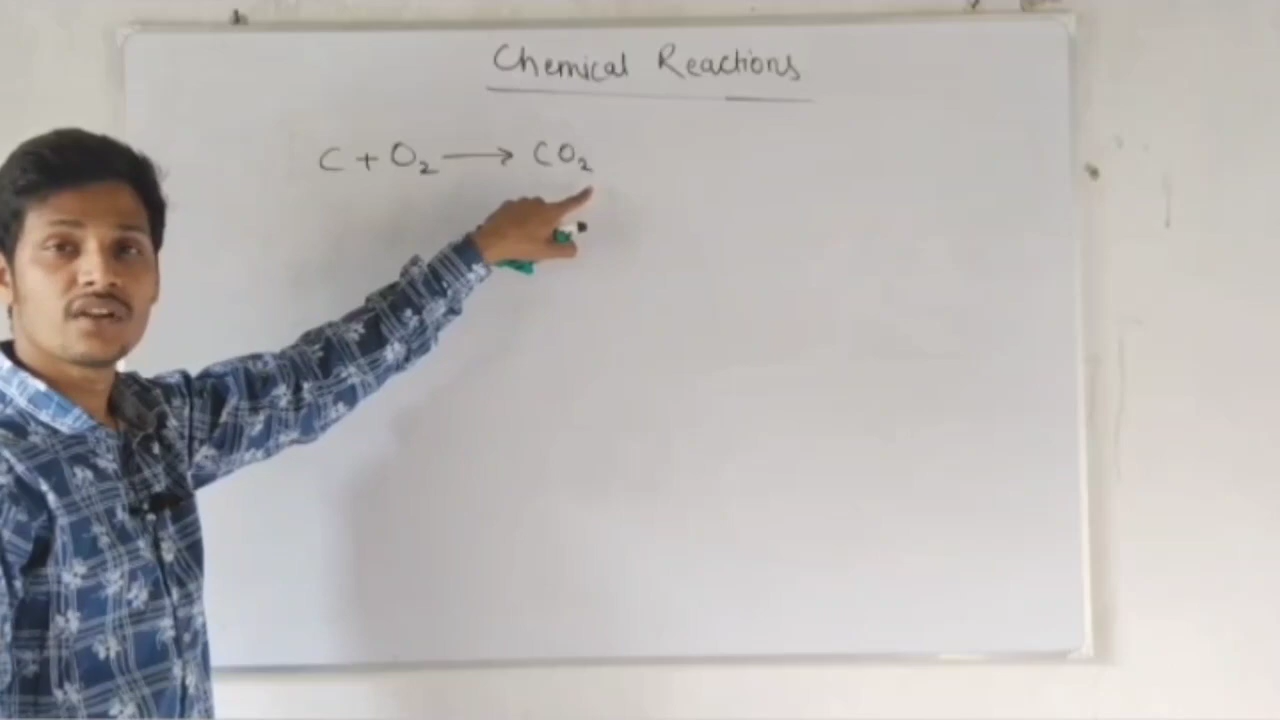 Chemical Reactions
C + O₂ ⟶ CO₂